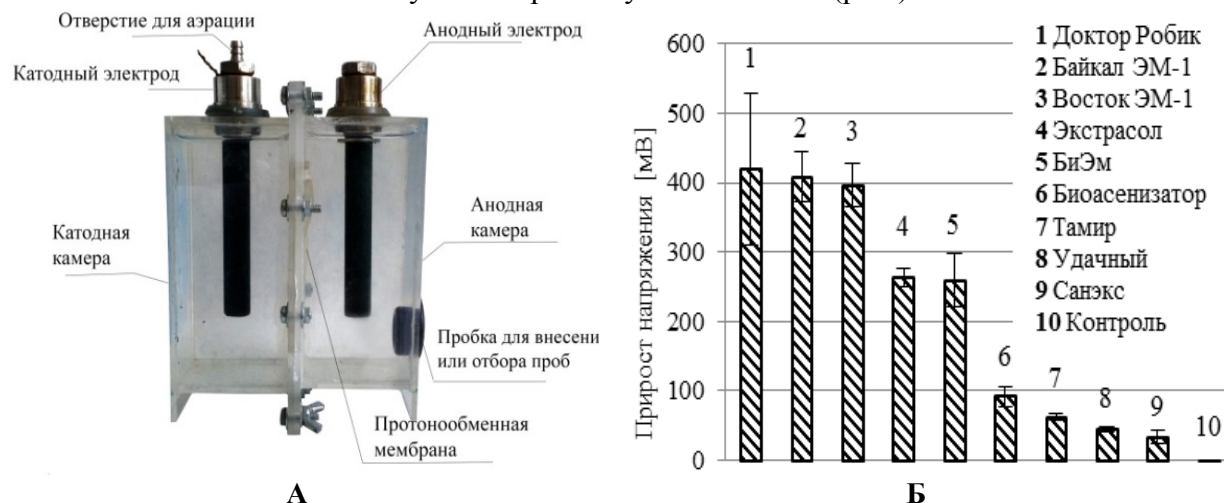 Отверстие для аэрации
Катодный электрод
Анодный электрод
Катодная
камера
Анодная
камера
Пробка для внесени
или отбора проб
Протонообменная
мембрана
А
Прирост напряжения [мВ]
600
500
400
300
200
100
0
1
2
3
4
5
6
7
8
9
10
1 Доктор Робик
2 Байкал ЭМ-1
3 Восток ЭМ-1
4 Экстрасол
5 БиЭм
6 Биоасенизатор
7 Тамир
8 Удачный
9 Санэкс
10 Контроль
Б